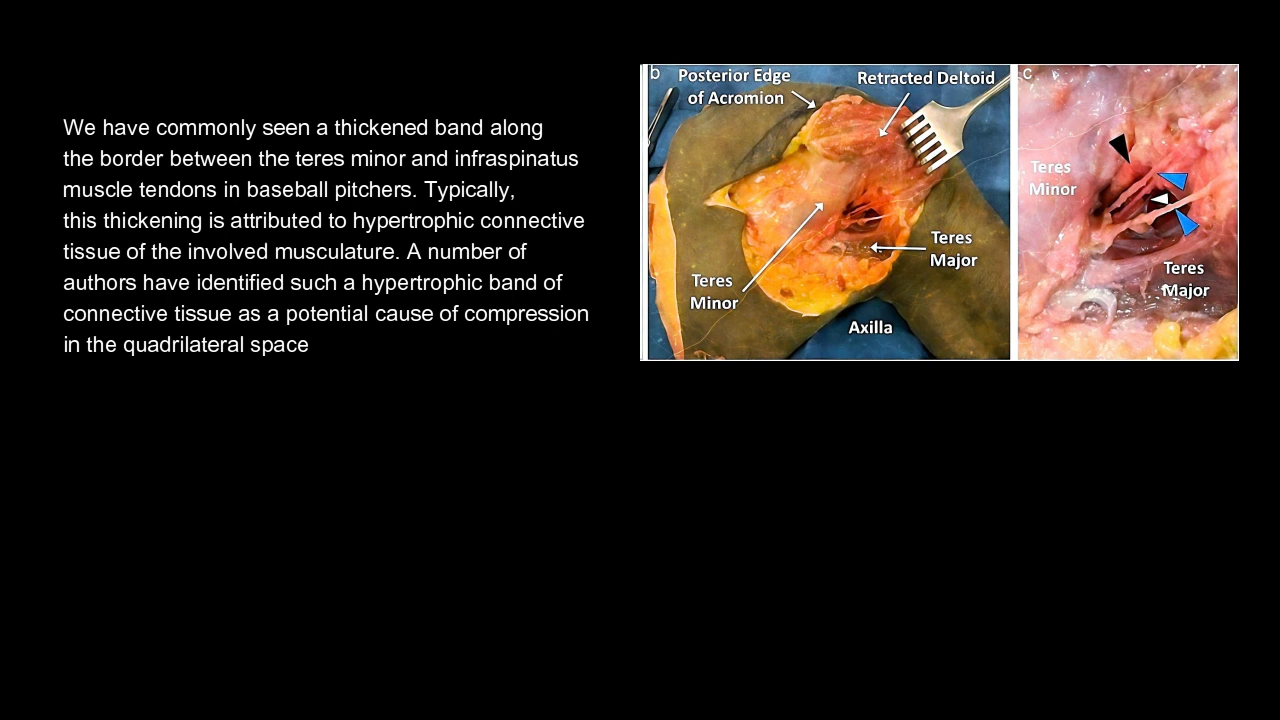 We have commonly seen a thickened band along
the border between the teres minor and infraspinatus
muscle tendons in baseball pitchers. Typically,
this thickening is attributed to hypertrophic connective
tissue of the involved musculature. A number of
authors have identified such a hypertrophic band of
connective tissue as a potential cause of compression
in the quadrilateral space
b
Posterior Edge
of Acromion
Retracted Deltoid
Teres
Minor
Teres
Major
Axilla
c
Teres
Minor
Teres
Major